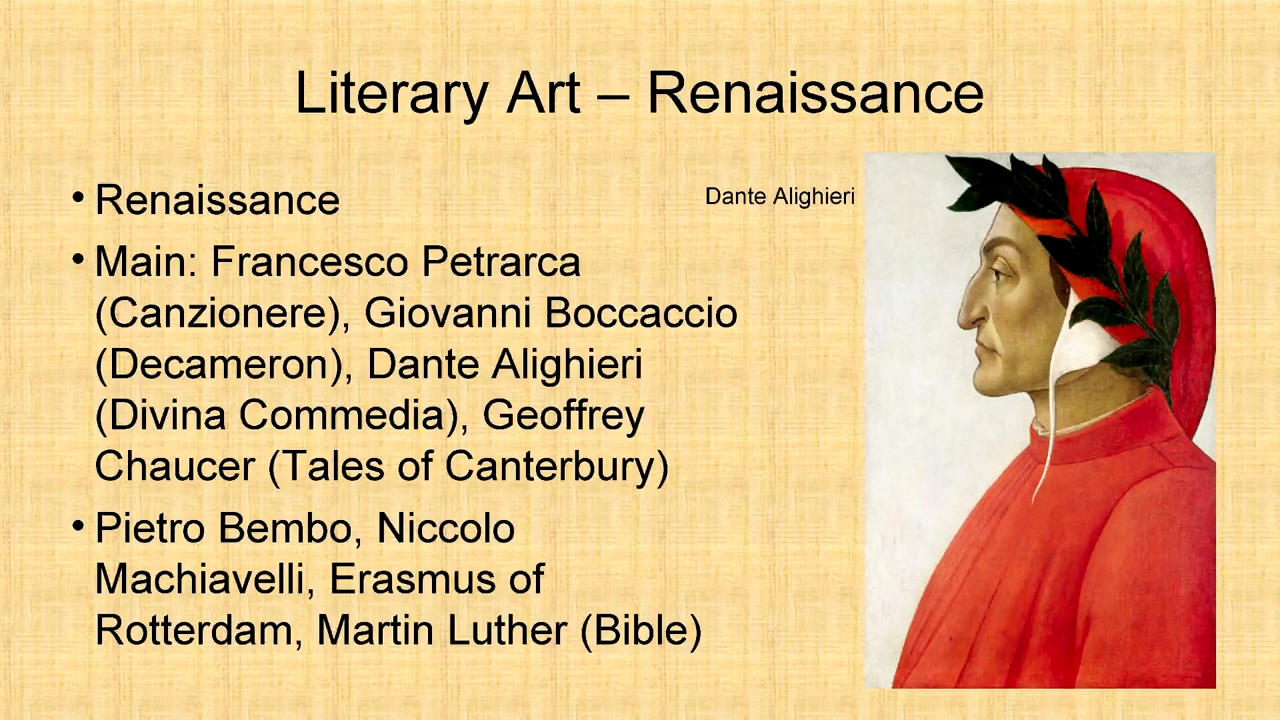 Literary Art – Renaissance
• Renaissance
Dante Alighieri
• Main: Francesco Petrarca
(Canzionere), Giovanni Boccaccio
(Decameron), Dante Alighieri
(Divina Commedia), Geoffrey
Chaucer (Tales of Canterbury)
• Pietro Bembo, Niccolo
Machiavelli, Erasmus of
Rotterdam, Martin Luther (Bible)